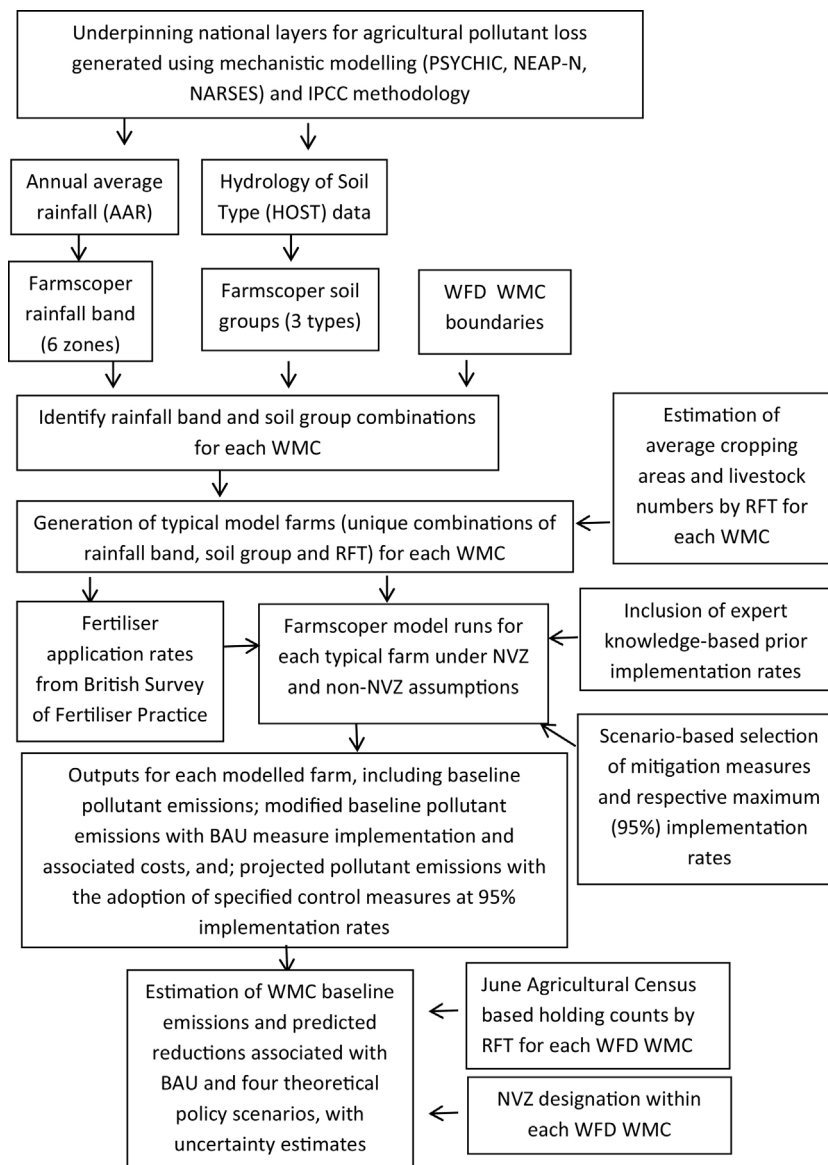 Underpinning national layers for agricultural pollutant loss
generated using mechanistic modelling (PSYCHIC, NEAP-N,
NARSES) and IPCC methodology
Annual average
rainfall (AAR)
Hydrology of Soil
Type (HOST) data
Farmscoper
rainfall band
(6 zones)
Farmscoper soil
groups (3 types)
WFD WMC
boundaries
Identify rainfall band and soil group combinations
for each WMC
Estimation of
average cropping
areas and livestock
numbers by RFT for
each WMC
Generation of typical model farms (unique combinations of
rainfall band, soil group and RFT) for each WMC
Fertiliser
application rates
from British Survey
of Fertiliser Practice
Farmscoper model runs for
each typical farm under NVZ
and non-NVZ assumptions
Inclusion of expert
knowledge-based prior
implementation rates
Scenario-based selection
of mitigation measures
and respective maximum
(95%) implementation
rates
Outputs for each modelled farm, including baseline
pollutant emissions; modified baseline pollutant
emissions with BAU measure implementation and
associated costs, and; projected pollutant emissions with
the adoption of specified control measures at 95%
implementation rates
Estimation of WMC baseline
emissions and predicted
reductions associated with
BAU and four theoretical
policy scenarios, with
uncertainty estimates
June Agricultural Census
based holding counts by
RFT for each WFD WMC
NVZ designation within
each WFD WMC